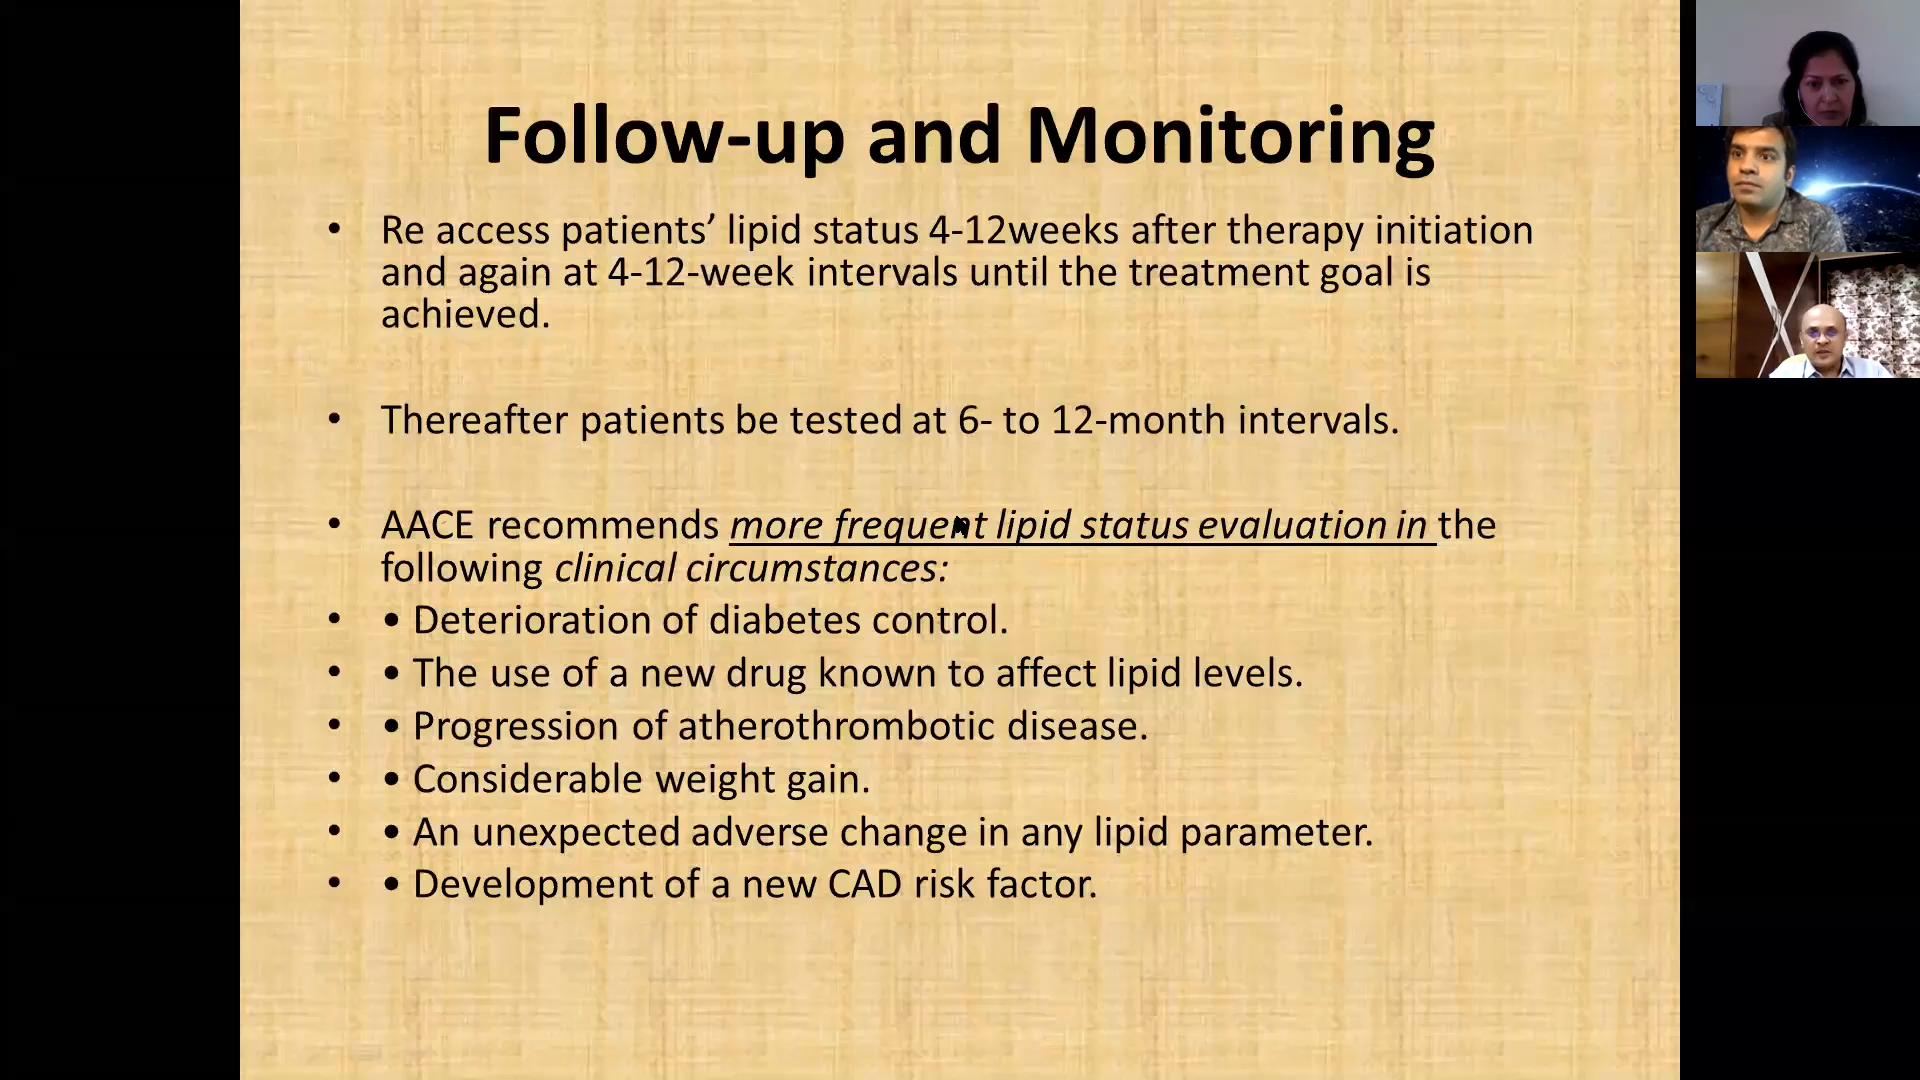 Follow-up and Monitoring
• Re access patients’ lipid status 4-12weeks after therapy initiation
and again at 4-12-week intervals until the treatment goal is
achieved.
• Thereafter patients be tested at 6- to 12-month intervals.
• AACE recommends more frequent lipid status evaluation in the
following clinical circumstances:
• • Deterioration of diabetes control.
• • The use of a new drug known to affect lipid levels.
• • Progression of atherothrombotic disease.
• • Considerable weight gain.
• • An unexpected adverse change in any lipid parameter.
• • Development of a new CAD risk factor.